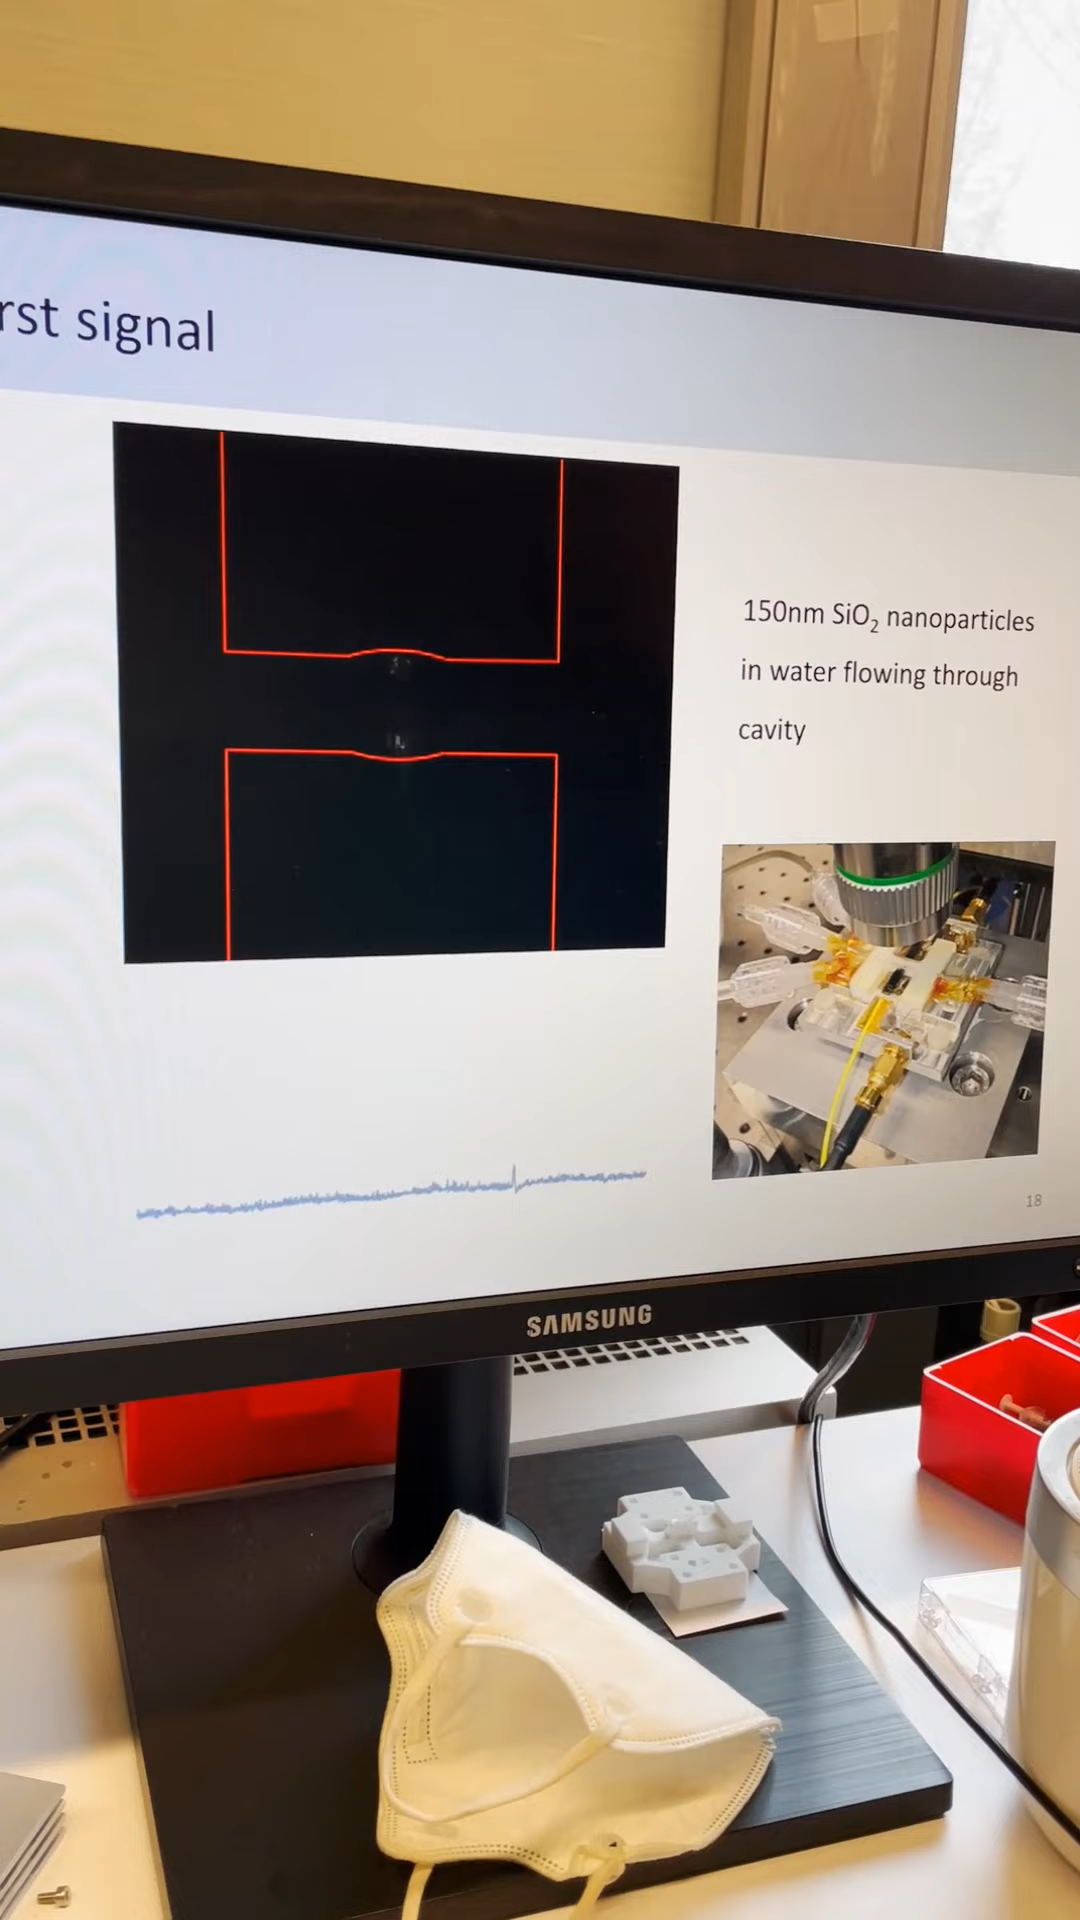 rst signal
150nm SiO₂ nanoparticles
in water flowing through
cavity
18
SAMSUNG